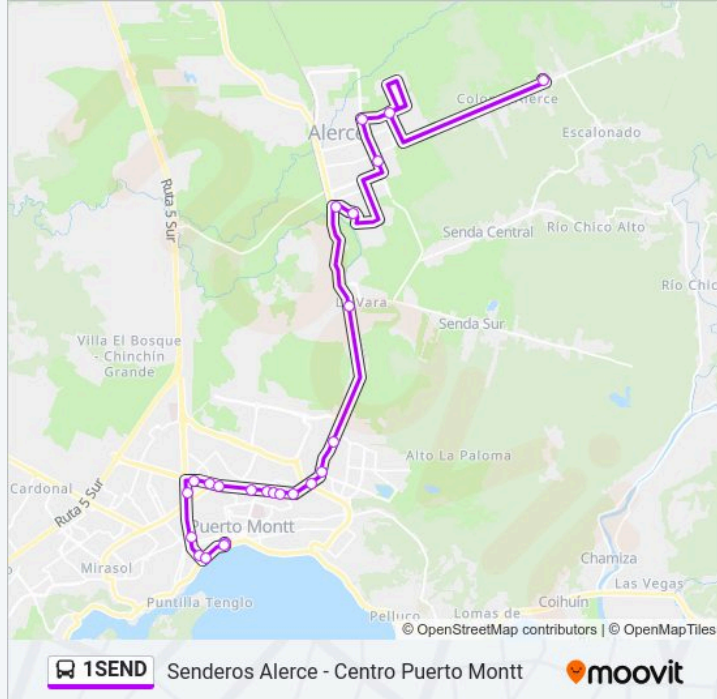 Colonia Alerce
Alerce
Escalonado
Ruta 5 Sur
Senda Central
Río Chico Alto
Río Chic
La Vara
Senda Sur
Villa El Bosque
- Chinchín
Grande
Alto La Paloma
Cardonal
Ruta 5 Sur
Puerto Montt
Mirasol
Chamiza
Las Vegas
Puntilla Tenglo
Coihuín
Pelluco
Lomas de
© OpenStreetMap contributors | © OpenMapTiles
1SEND
Senderos Alerce - Centro Puerto Montt
moovit